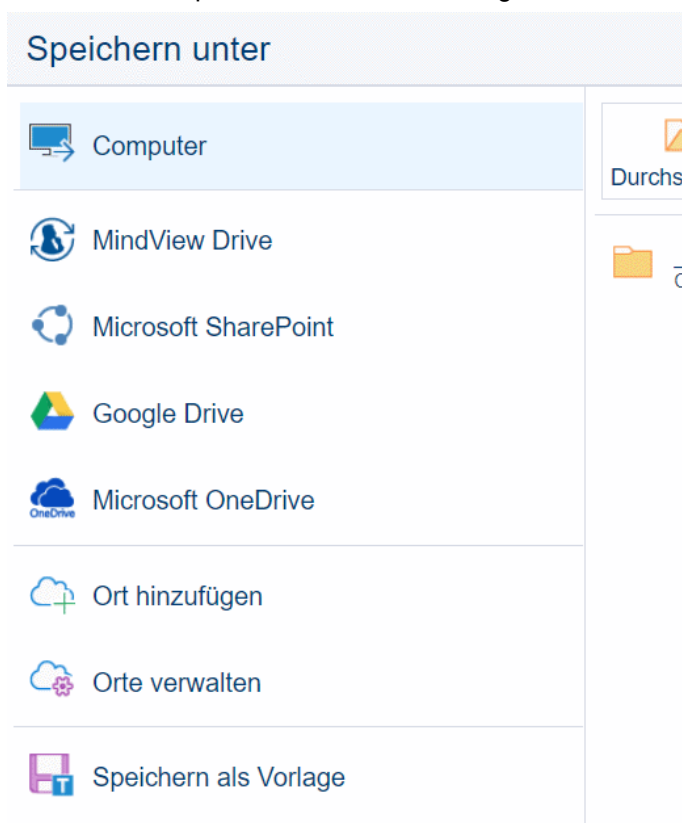 Speichern unter
Computer
Durchs
MindView Drive
Microsoft SharePoint
Google Drive
OneDrive
Microsoft OneDrive
Ort hinzufügen
Orte verwalten
T
Speichern als Vorlage